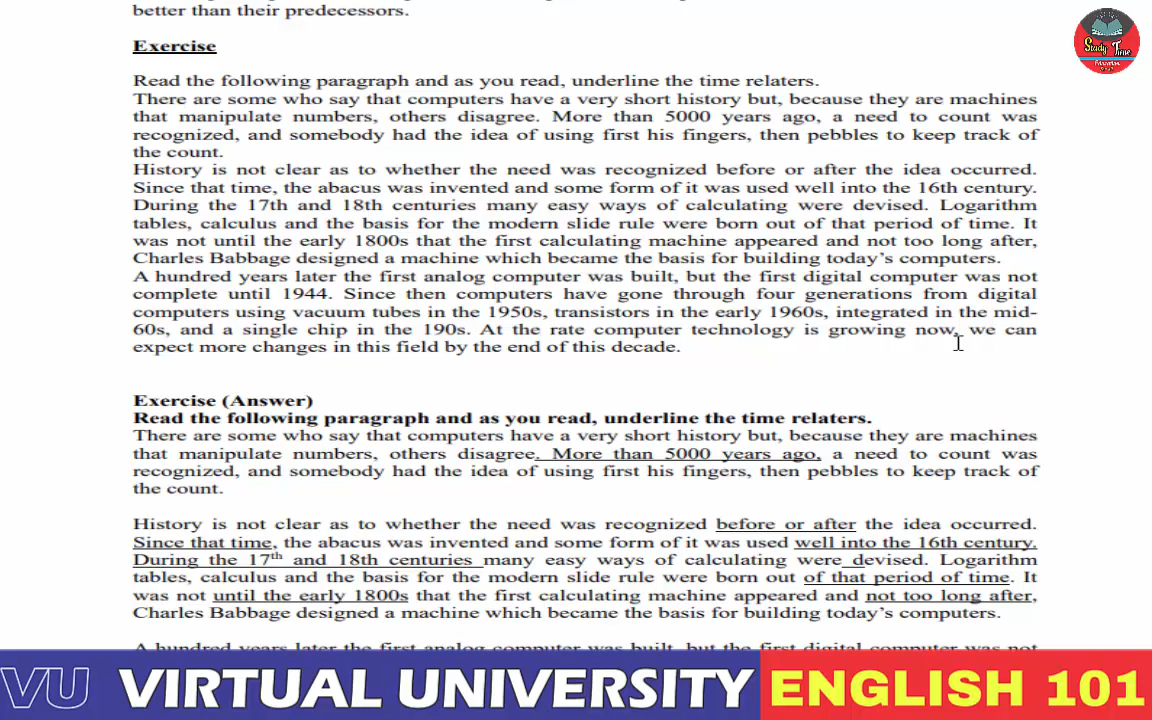 better than their predecessors.
Exercise
Read the following paragraph and as you read, underline the time relaters.
There are some who say that computers have a very short history but, because they are machines
that manipulate numbers, others disagree. More than 5000 years ago, a need to count was
recognized, and somebody had the idea of using first his fingers, then pebbles to keep track of
the count.
History is not clear as to whether the need was recognized before or after the idea occurred.
Since that time, the abacus was invented and some form of it was used well into the 16th century.
During the 17th and 18th centuries many easy ways of calculating were devised. Logarithm
tables, calculus and the basis for the modern slide rule were born out of that period of time. It
was not until the early 1800s that the first calculating machine appeared and not too long after,
Charles Babbage designed a machine which became the basis for building today's computers.
A hundred years later the first analog computer was built, but the first digital computer was not
complete until 1944. Since then computers have gone through four generations from digital
computers using vacuum tubes in the 1950s, transistors in the early 1960s, integrated in the mid-
60s, and a single chip in the 190s. At the rate computer technology is growing now, we can
expect more changes in this field by the end of this decade.
Exercise (Answer)
Read the following paragraph and as you read, underline the time relaters.
There are some who say that computers have a very short history but, because they are machines
that manipulate numbers, others disagree. More than 5000 years ago, a need to count was
recognized, and somebody had the idea of using first his fingers, then pebbles to keep track of
the count.
History is not clear as to whether the need was recognized before or after the idea occurred.
Since that time, the abacus was invented and some form of it was used well into the 16th century.
During the 17th and 18th centuries many easy ways of calculating were devised. Logarithm
tables, calculus and the basis for the modern slide rule were born out of that period of time. It
was not until the early 1800s that the first calculating machine appeared and not too long after,
Charles Babbage designed a machine which became the basis for building today's computers.
A hundred years later the first analog computer was built, but the first digital computer was not
VU VIRTUAL UNIVERSITY ENGLISH 101
Study Time